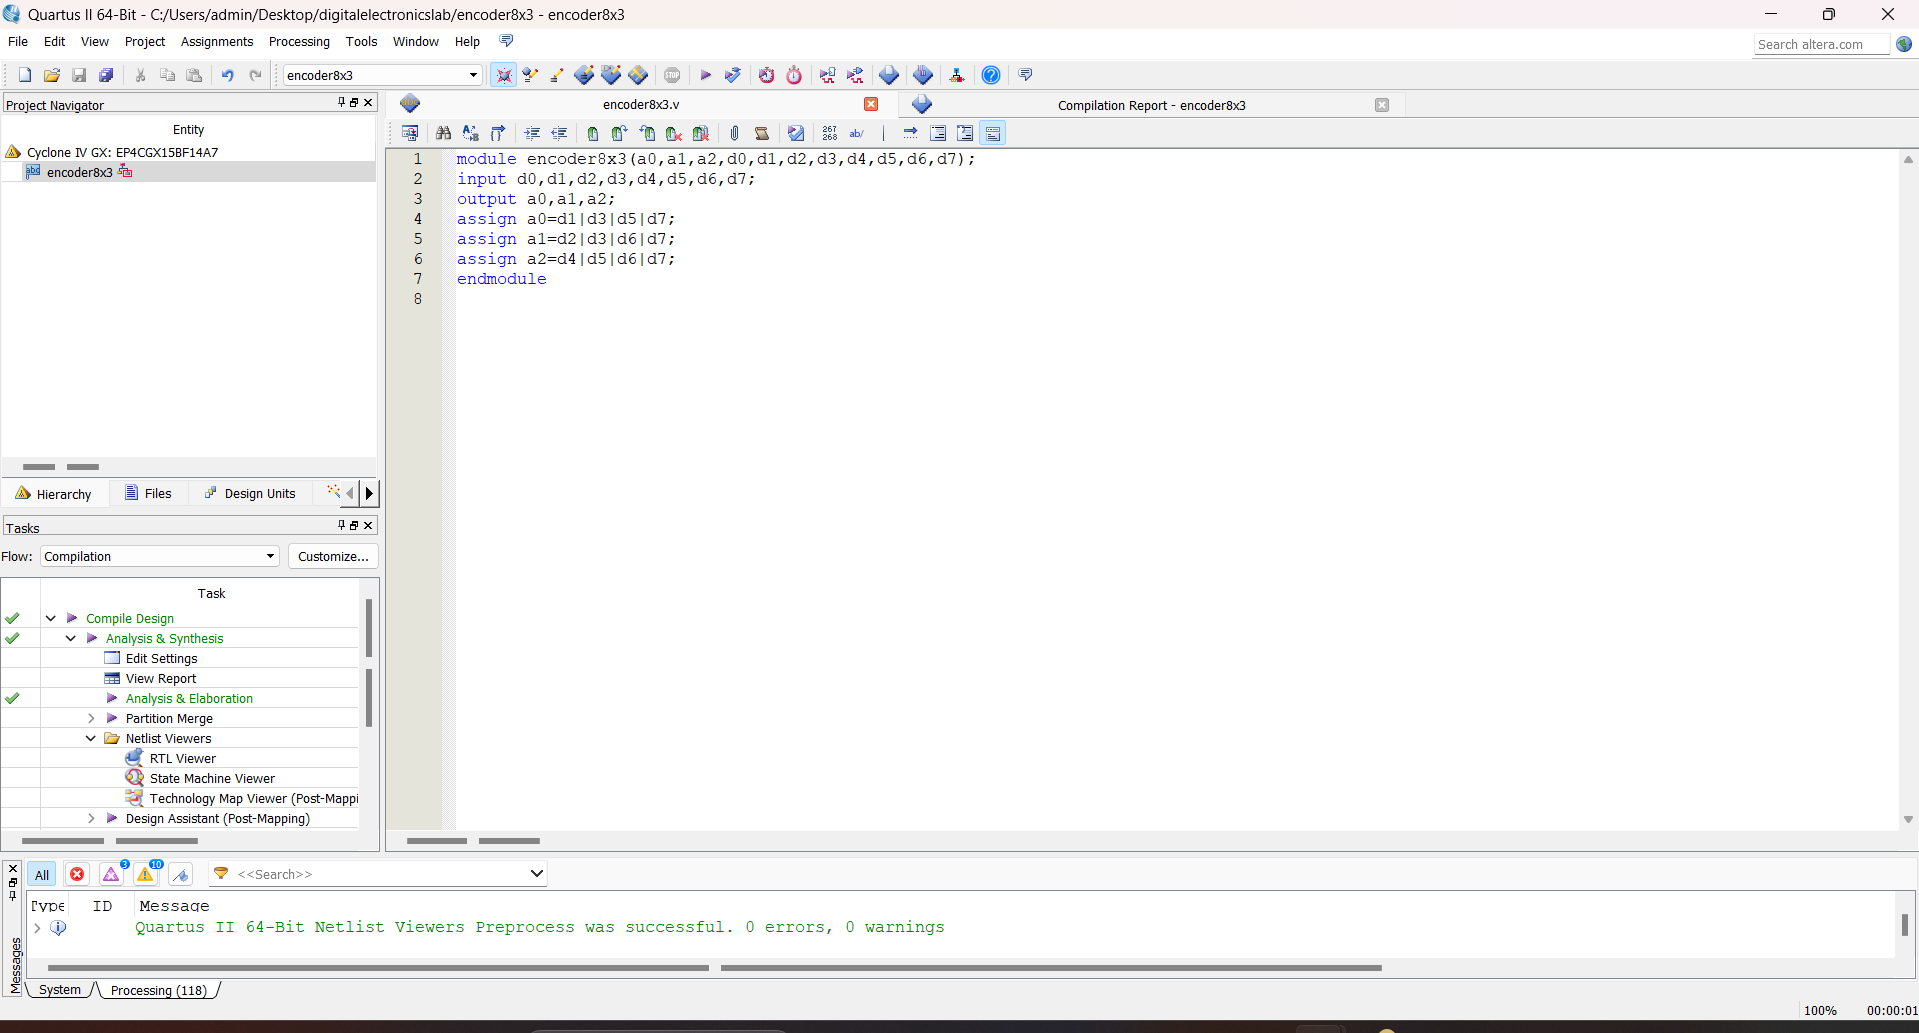 Quartus II 64-Bit - C:/Users/admin/Desktop/digitalelectronicslab/encoder8x3 - encoder8x3
File Edit View Project Assignments Processing Tools Window Help
Search altera.com
encoder8x3
STOP
Project Navigator
encoder8x3.v
Compilation Report - encoder8x3
Entity
Cyclone IV GX: EP4CGX15BF14A7
encoder8x3
267
268
ab/
1 module encoder8x3(a0,a1,a2,d0,d1,d2,d3,d4,d5,d6,d7);
2 input d0,d1,d2,d3,d4,d5,d6,d7;
3 output a0,a1,a2;
4 assign a0=d1|d3|d5|d7;
5 assign a1=d2|d3|d6|d7;
6 assign a2=d4|d5|d6|d7;
7 endmodule
8
Hierarchy Files Design Units
Tasks
Flow: Compilation Customize...
Task
Compile Design
Analysis & Synthesis
Edit Settings
View Report
Analysis & Elaboration
Partition Merge
Netlist Viewers
RTL Viewer
State Machine Viewer
Technology Map Viewer (Post-Mappi
Design Assistant (Post-Mapping)
All 3 10 <<Search>>
Type ID Message
Quartus II 64-Bit Netlist Viewers Preprocess was successful. 0 errors, 0 warnings
Messages
System Processing (118)
100% 00:00:01